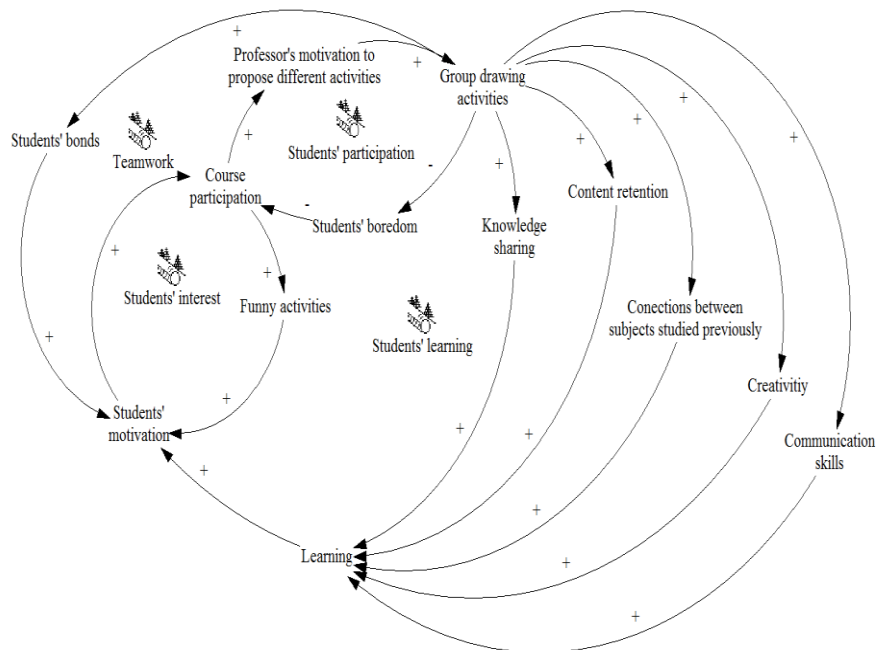 +
Professor's motivation to
propose different activities
+
Group drawing
activities
+
+
+
Students' bonds
Teamwork
+
Students' participation
-
+
+
Course
participation
-
Students' boredom
Knowledge
sharing
Content retention
+
Students' interest
+
Funny activities
Conections between
subjects studied previously
Students' learning
+
Creativitiy
+
Students'
motivation
+
+
+
Communication
skills
+
Learning
+
+
+